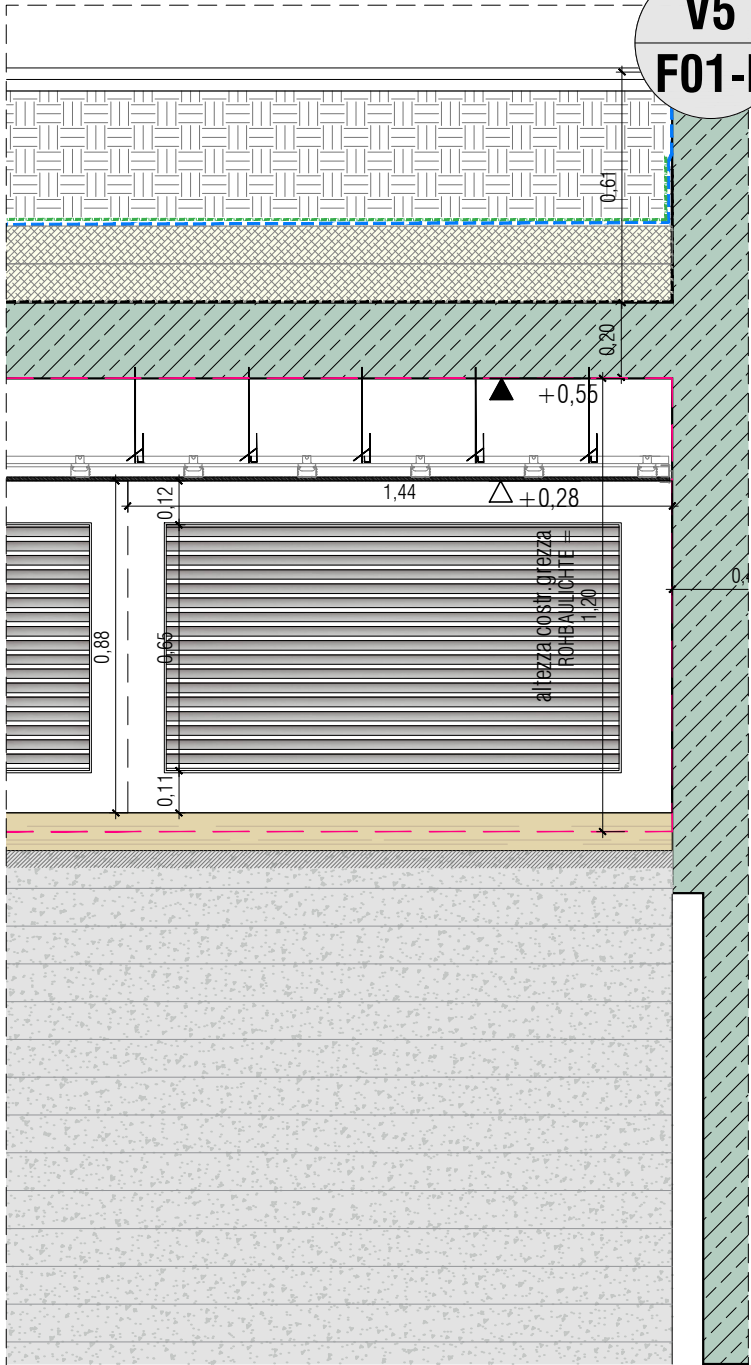 V5
F01-
0,61
0,20
+0,55
0,12
1,44
+0,28
altezza costr.grezza
ROHBAULICHTE =
1,20
0,88
0,65
0,11